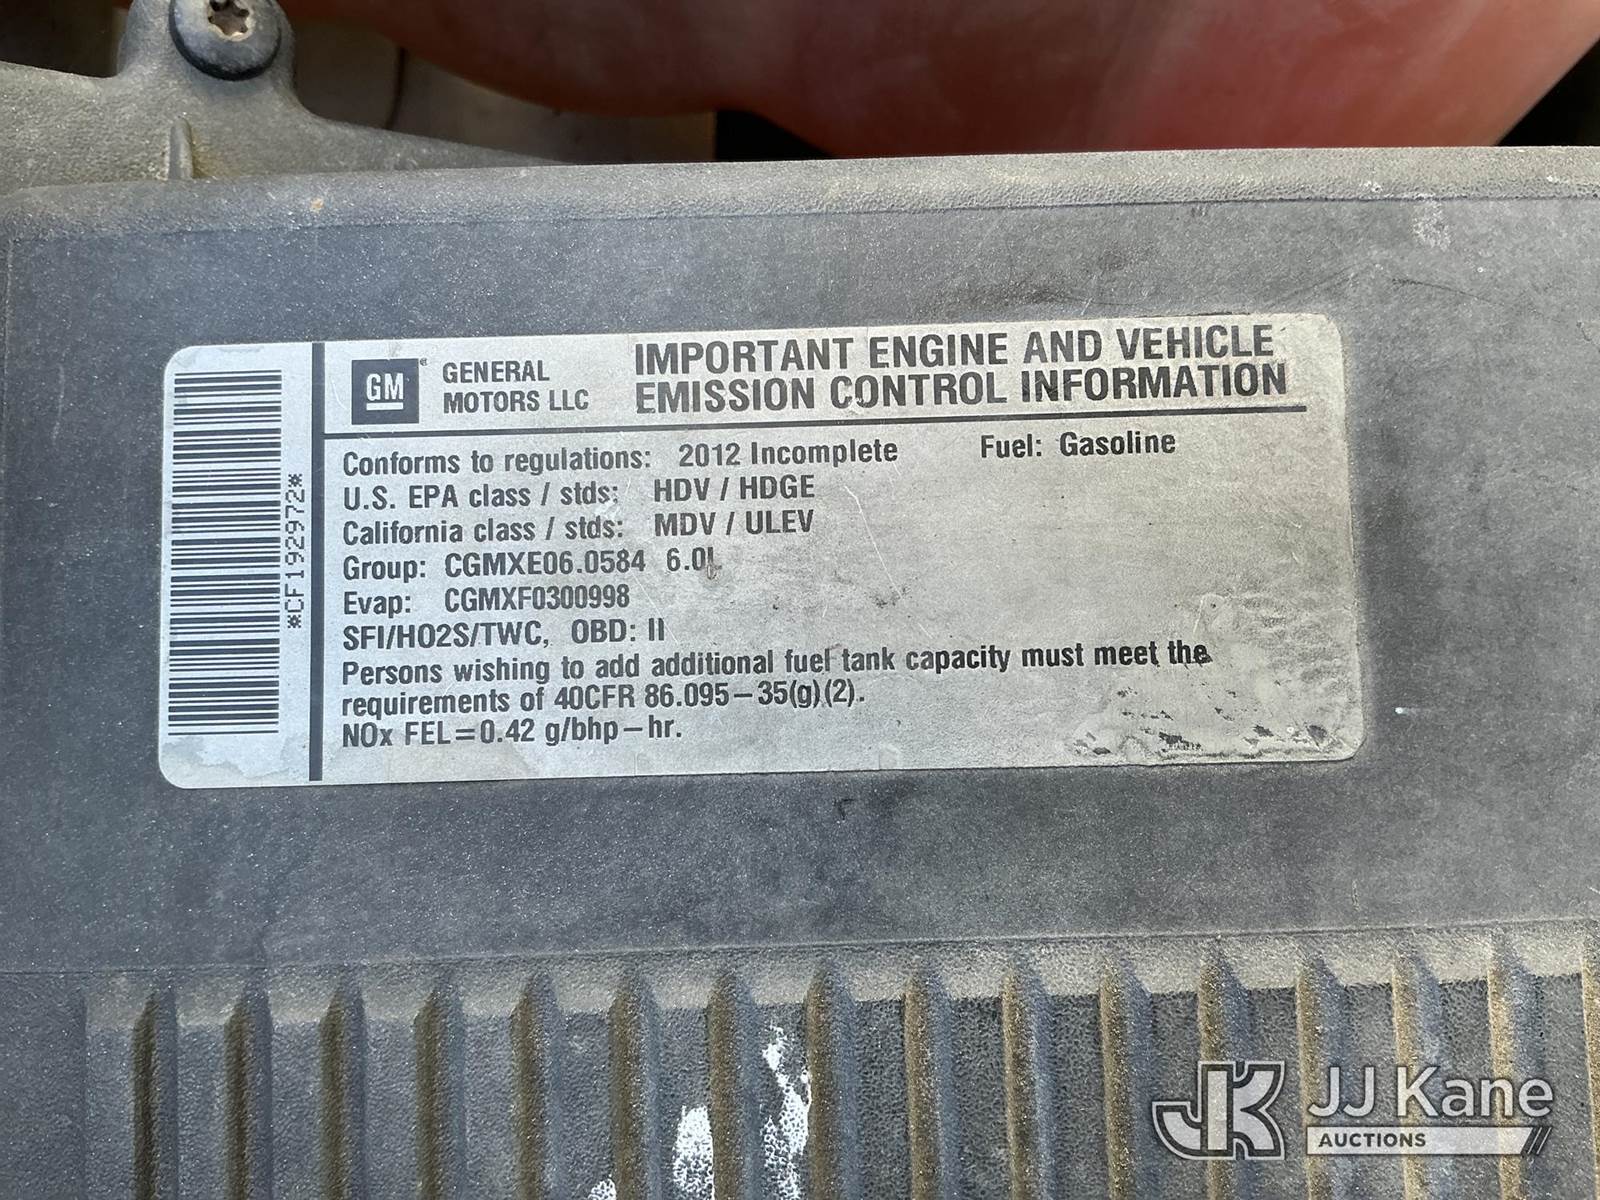 *CF192972*
GM
GENERAL
MOTORS LLC
IMPORTANT ENGINE AND VEHICLE
EMISSION CONTROL INFORMATION
Conforms to regulations: 2012 Incomplete Fuel: Gasoline
U.S. EPA class / stds: HDV / HDGE
California class / stds: MDV / ULEV
Group: CGMXE06.0584 6.0L
Evap: CGMXF0300998
SFI/HO2S/TWC, OBD: II
Persons wishing to add additional fuel tank capacity must meet the
requirements of 40CFR 86.095-35(g)(2).
NOx FEL=0.42 g/bhp-hr.
JK JJ Kane
AUCTIONS